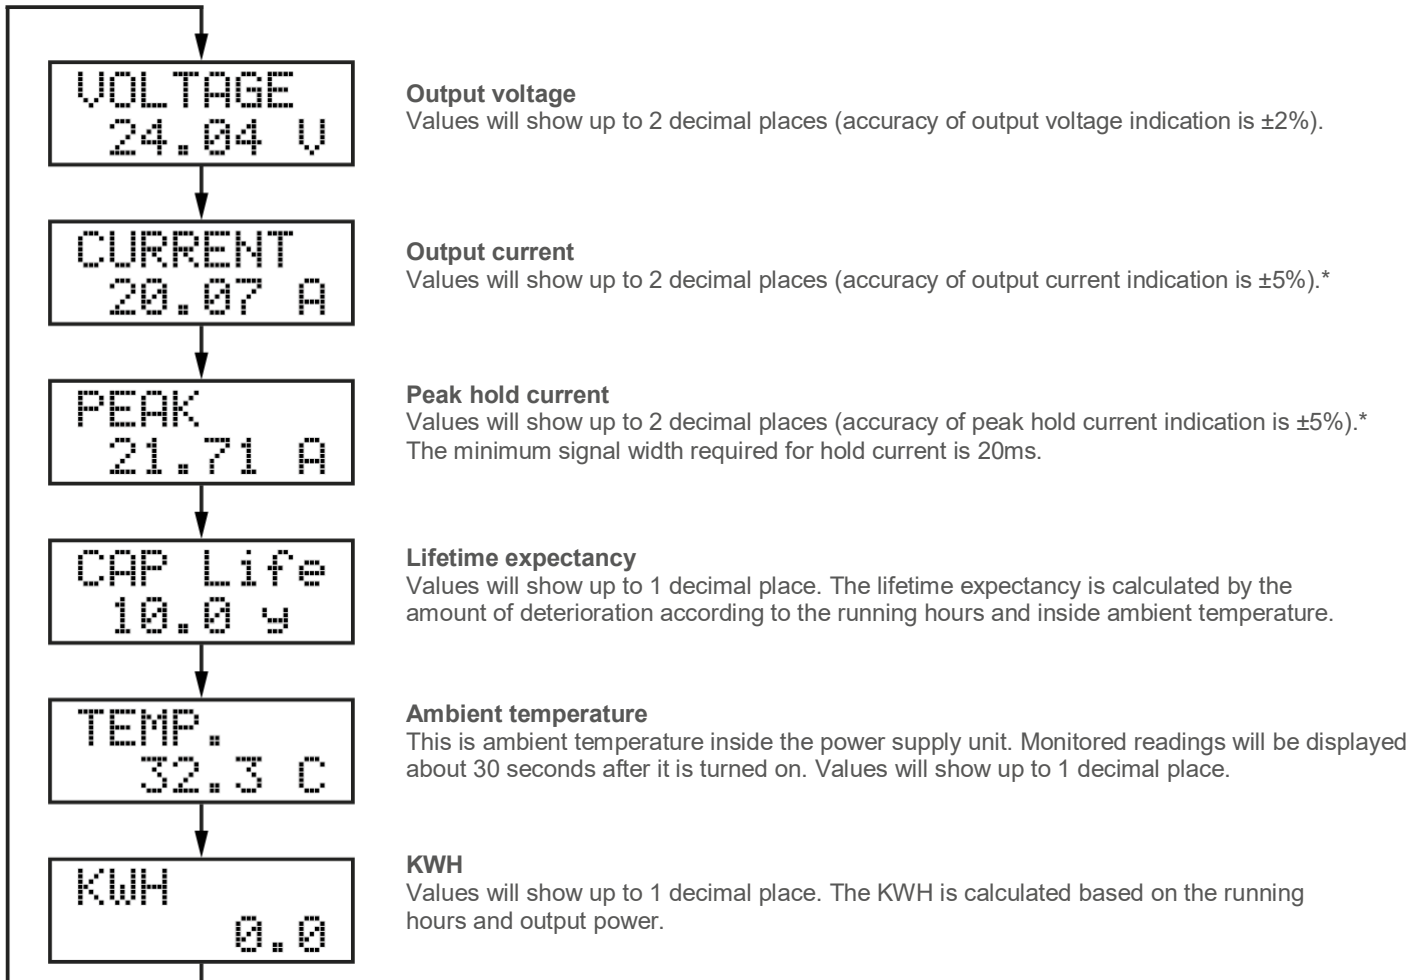 VOLTAGE
24.04 V
Output voltage
Values will show up to 2 decimal places (accuracy of output voltage indication is ±2%).
CURRENT
20.07 A
Output current
Values will show up to 2 decimal places (accuracy of output current indication is ±5%).*
PEAK
21.71 A
Peak hold current
Values will show up to 2 decimal places (accuracy of peak hold current indication is ±5%).*
The minimum signal width required for hold current is 20ms.
CAP Life
10.0 y
Lifetime expectancy
Values will show up to 1 decimal place. The lifetime expectancy is calculated by the
amount of deterioration according to the running hours and inside ambient temperature.
TEMP.
32.3 C
Ambient temperature
This is ambient temperature inside the power supply unit. Monitored readings will be displayed
about 30 seconds after it is turned on. Values will show up to 1 decimal place.
KWH
0.0
KWH
Values will show up to 1 decimal place. The KWH is calculated based on the running
hours and output power.